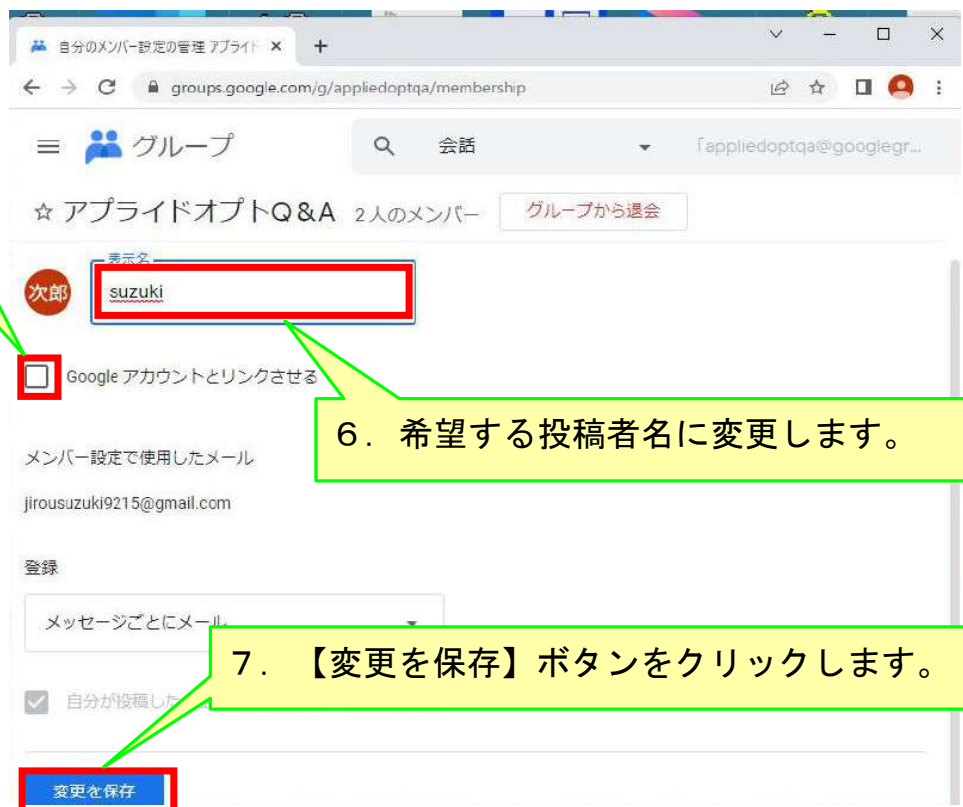 自分のメンバー設定の管理 アプライド
groups.google.com/g/appliedoptqa/membership
グループ
会話
「appliedoptqa@googlegr...
アプライドオプトQ&A 2人のメンバー グループから退会
表示名
次郎
suzuki
Google アカウントとリンクさせる
6. 希望する投稿者名に変更します。
メンバー設定で使用したメール
jirousuzuki9215@gmail.com
登録
メッセージごとにメール
7. 【変更を保存】ボタンをクリックします。
自分が投稿した
変更を保存